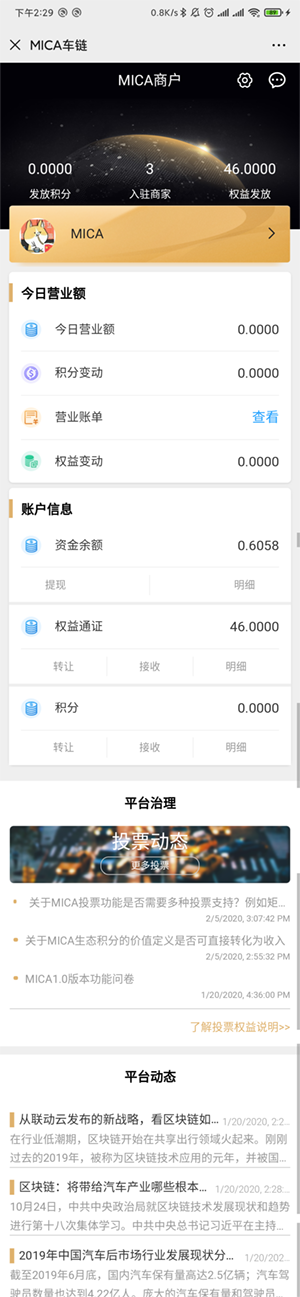 下午2:29 0.8K/s 69
MICA车链
MICA商户
0.0000 3 46.0000
发放积分 入驻商家 权益发放
MICA
今日营业额
今日营业额 0.0000
积分变动 0.0000
营业账单 查看
权益变动 0.0000
账户信息
资金余额 0.6058
提现 明细
权益通证 46.0000
转让 接收 明细
积分 0.0000
转让 接收 明细
平台治理
投票动态
更多投票
关于MICA投票功能是否需要多种投票支持？例如矩...
2/5/2020, 3:07:42 PM
关于MICA生态积分的价值定义是否可直接转化为收入
2/5/2020, 2:55:32 PM
MICA1.0版本功能问卷
1/20/2020, 4:36:00 PM
了解投票权益说明>>
平台动态
从联动云发布的新战略，看区块链如... 1/20/2020, 2:2...
在行业低潮期，区块链开始在共享出行领域火起来。刚刚
过去的2019年，被称为区块链技术应用的元年，并被国...
区块链：将带给汽车产业哪些根本... 1/20/2020, 2:28:...
10月24日，中共中央政治局就区块链技术发展现状和趋势
进行第十八次集体学习。中共中央总书记习近平在主持...
2019年中国汽车后市场行业发展现状分... 1/20/202...
截至2019年6月底，国内汽车保有量高达2.5亿辆；汽车驾
驶员数量也达到4.22亿人。庞大的汽车保有量和驾驶员...